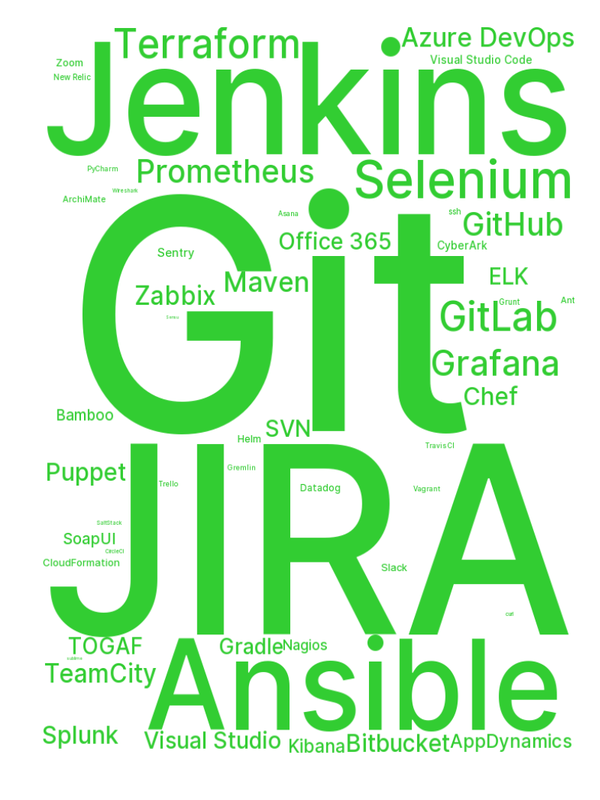 Terraform
Azure DevOps
Zoom
Visual Studio Code
New Relic
Jenkins
PyCharm
Prometheus
Selenium
Wireshark
ArchiMate
Asana
ssh
GitHub
Office 365
CyberArk
Sentry
Git
Maven
ELK
Zabbix
Grunt
Ant
GitLab
Grafana
Chef
Bamboo
SVN
Helm
TravisCI
Puppet
Gremlin
Trello
Datadog
Vagrant
JIRA
SaltStack
SoapUI
CircleCI
CloudFormation
Slack
TOGAF
Gradle
Nagios
TeamCity
Ansible
Splunk
Visual Studio
Kibana
Bitbucket
AppDynamics